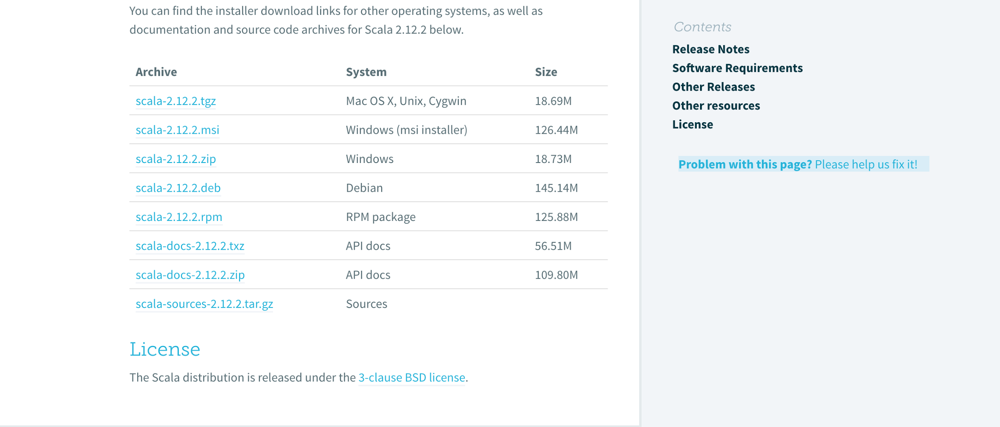 You can find the installer download links for other operating systems, as well as
documentation and source code archives for Scala 2.12.2 below.
Archive System Size
scala-2.12.2.tgz Mac OS X, Unix, Cygwin 18.69M
scala-2.12.2.msi Windows (msi installer) 126.44M
scala-2.12.2.zip Windows 18.73M
scala-2.12.2.deb Debian 145.14M
scala-2.12.2.rpm RPM package 125.88M
scala-docs-2.12.2.txz API docs 56.51M
scala-docs-2.12.2.zip API docs 109.80M
scala-sources-2.12.2.tar.gz Sources
License
The Scala distribution is released under the 3-clause BSD license.
Contents
Release Notes
Software Requirements
Other Releases
Other resources
License
Problem with this page? Please help us fix it!